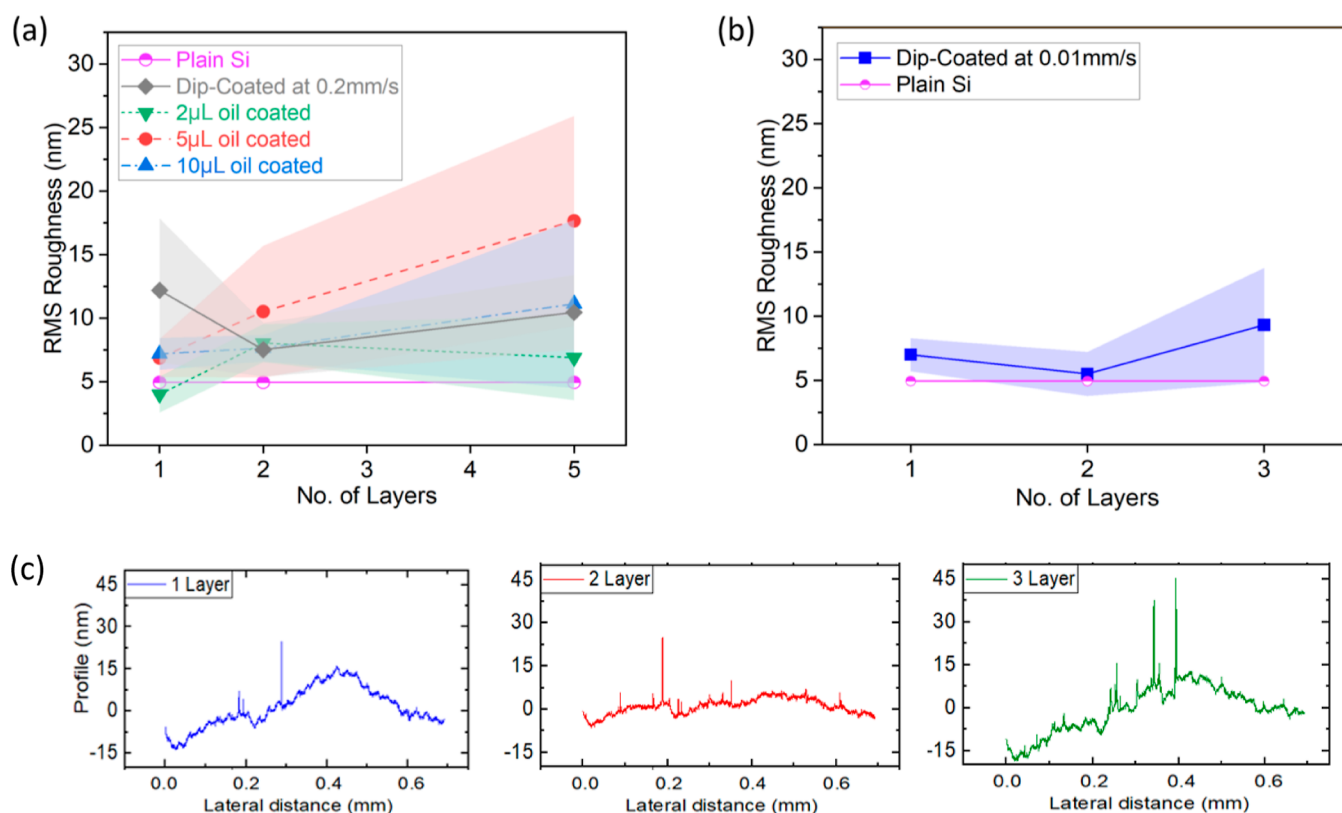 (a)
RMS Roughness (nm)
30
25
20
15
10
5
0
Plain Si
Dip-Coated at 0.2mm/s
2µL oil coated
5µL oil coated
10µL oil coated
1 2 3 4 5
No. of Layers
(b)
RMS Roughness (nm)
30
25
20
15
10
5
0
Dip-Coated at 0.01mm/s
Plain Si
1 2 3
No. of Layers
(c)
Profile (nm)
45
30
15
0
-15
1 Layer
0.0 0.2 0.4 0.6
Lateral distance (mm)
45
30
15
0
-15
2 Layer
0.0 0.2 0.4 0.6
Lateral distance (mm)
45
30
15
0
-15
3 Layer
0.0 0.2 0.4 0.6
Lateral distance (mm)